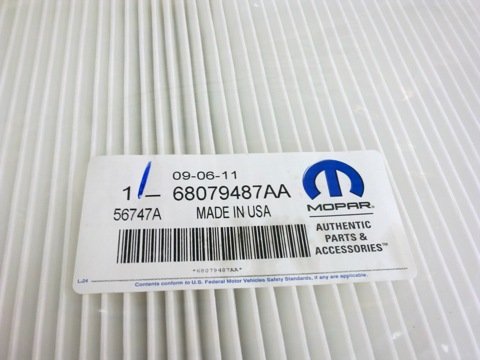 09-06-11
1 – 68079487AA
56747A MADE IN USA
*68079487AA*
MOPAR
AUTHENTIC
PARTS &
ACCESSORIES™
L-24
Contents conform to U.S. Federal Motor Vehicles Safety Standards, if any are applicable.